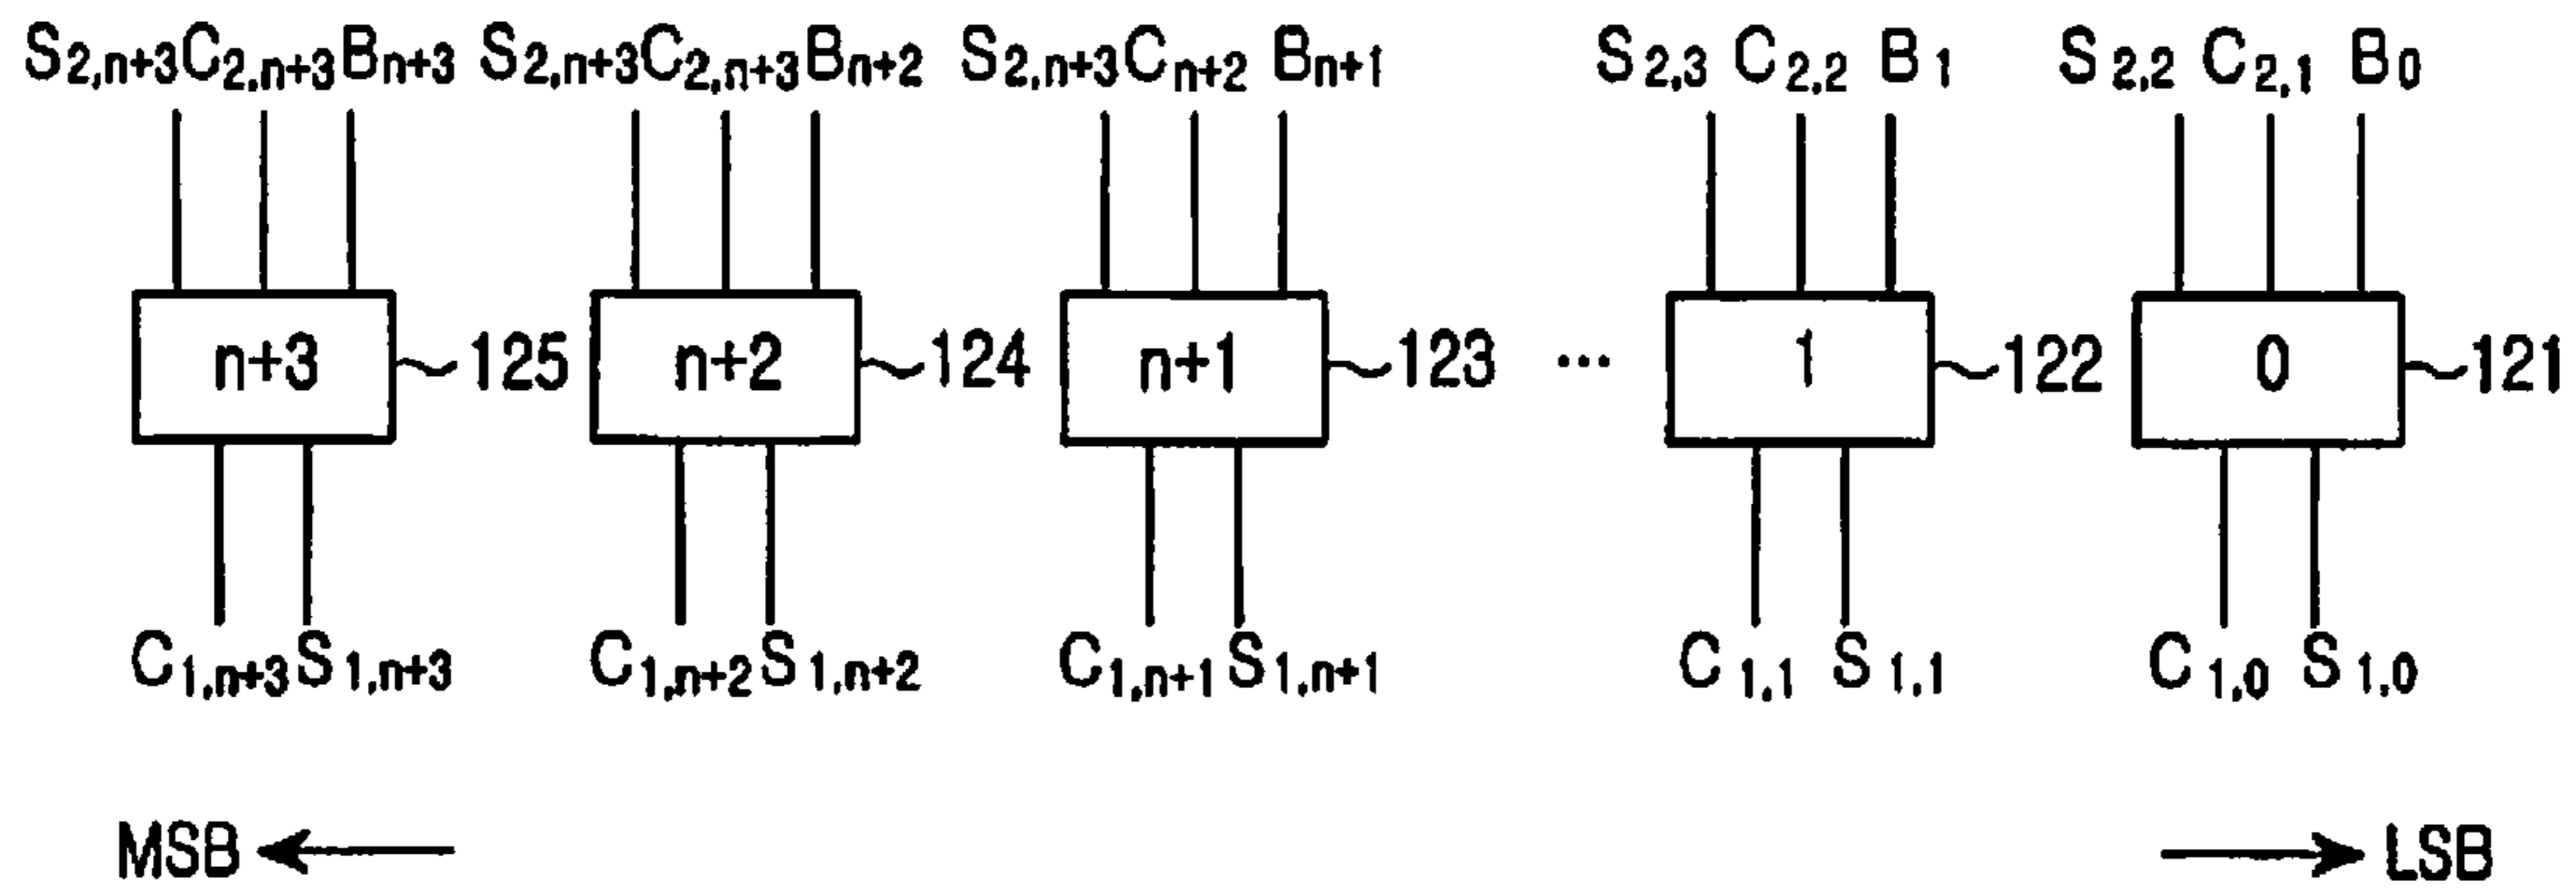 S2,n+3 C2,n+3 Bn+3 S2,n+3 C2,n+3 Bn+2 S2,n+3 Cn+2 Bn+1 S2,3 C2,2 B1 S2,2 C2,1 B0
n+3 125 n+2 124 n+1 123 ... 1 122 0 121
C1,n+3 S1,n+3 C1,n+2 S1,n+2 C1,n+1 S1,n+1 C1,1 S1,1 C1,0 S1,0
MSB LSB